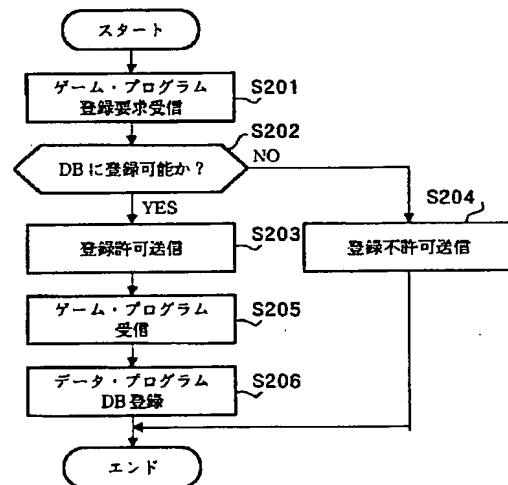 スタート
ゲーム・プログラム
登録要求受信
S201
S202
DBに登録可能か?
NO
YES
S204
登録許可送信
S203
登録不許可送信
ゲーム・プログラム
受信
S205
データ・プログラム
DB登録
S206
エンド